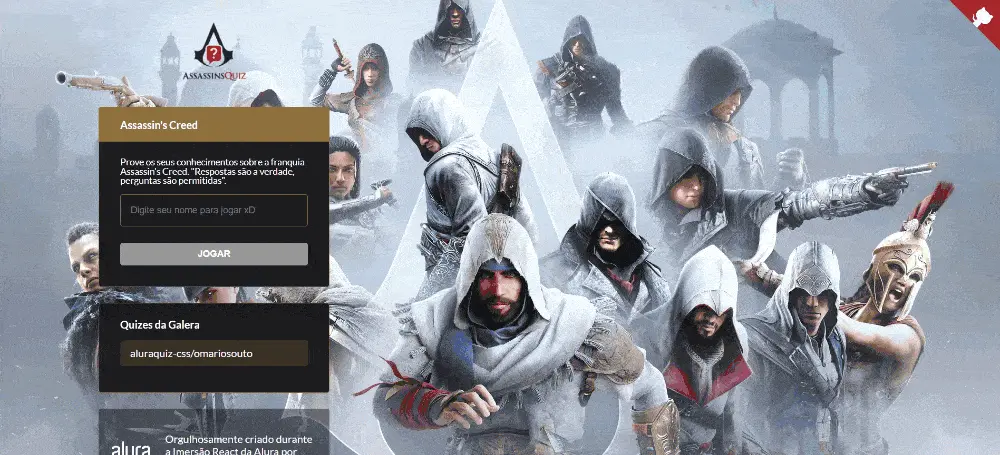 ?
ASSASSINSQUIZ
Assassin's Creed
Prove os seus conhecimentos sobre a franquia
Assassin's Creed. "Respostas são a verdade,
perguntas são permitidas".
Digite seu nome para jogar xD
JOGAR
Quizes da Galera
aluraquiz-css/omariosouto
alura
Orgulhosamente criado durante
a Imersão React da Alura por